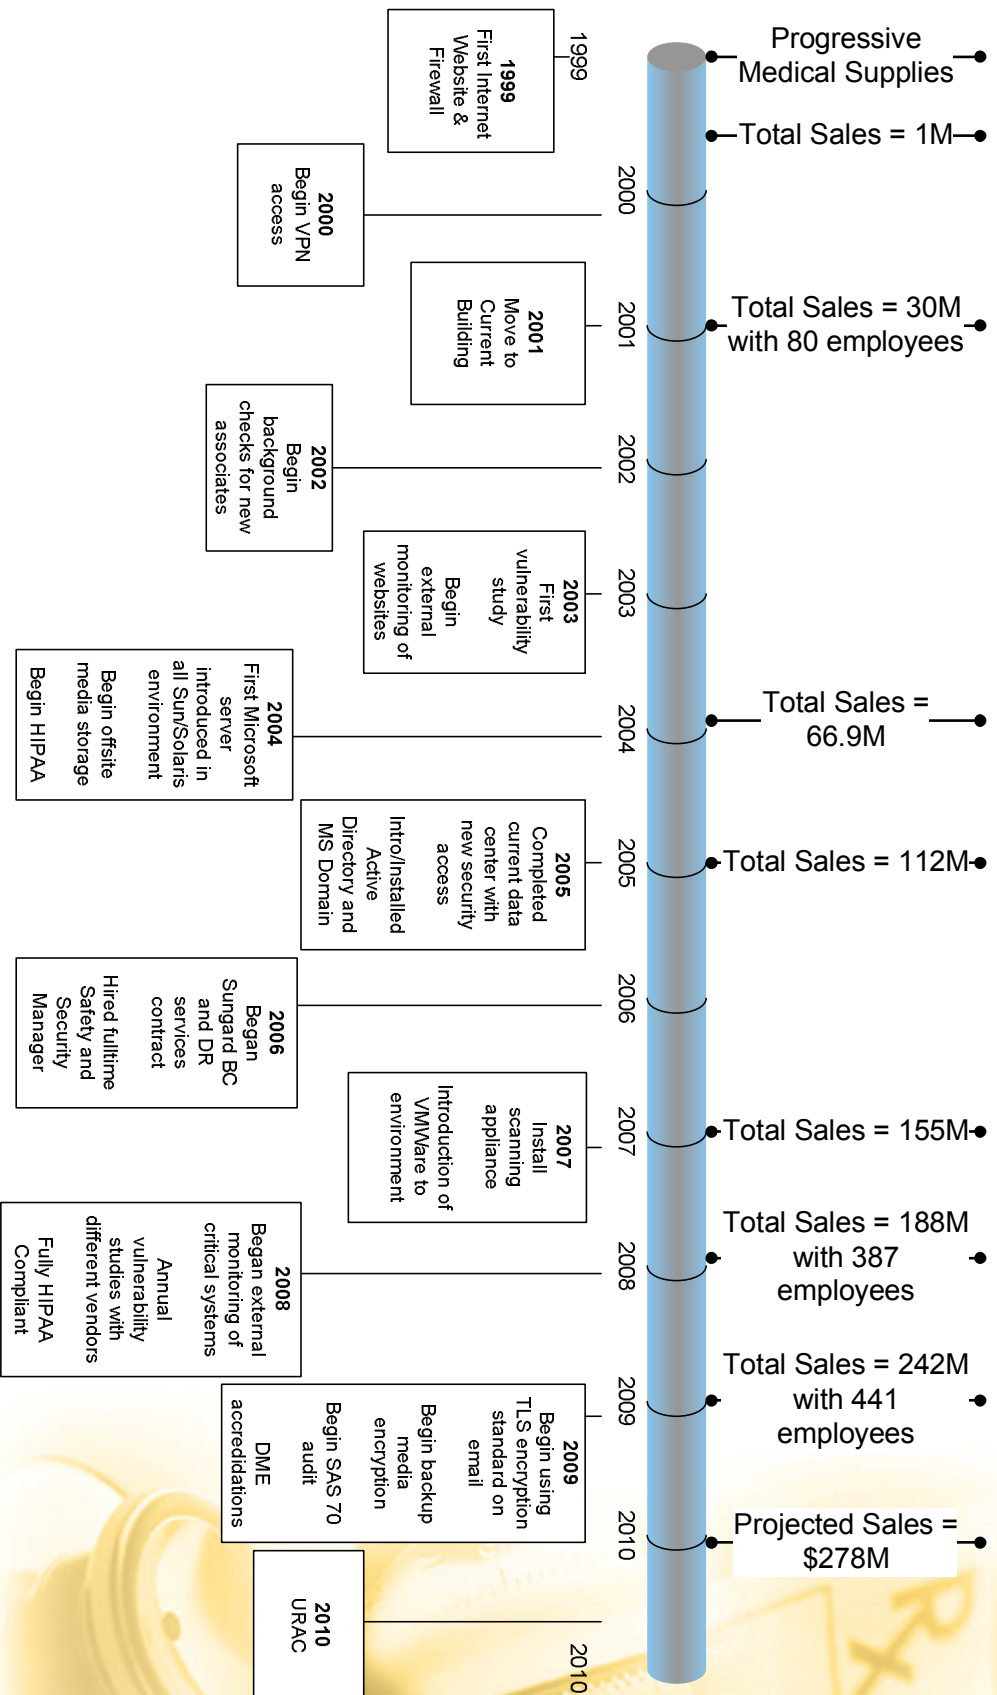 Progressive
Medical Supplies
Total Sales = 1M
Total Sales = 30M
with 80 employees
Total Sales =
66.9M
Total Sales = 112M
Total Sales = 155M
Total Sales = 188M
with 387
employees
Total Sales = 242M
with 441
employees
Projected Sales =
$278M
1999
2000
2001
2002
2003
2004
2005
2006
2007
2008
2009
2010
2010
1999
First Internet
Website &
Firewall
2000
Begin VPN
access
2001
Move to
Current
Building
2002
Begin
background
checks for new
associates
2003
First
vulnerability
study
Begin
external
monitoring of
websites
2004
First Microsoft
server
introduced in
all Sun/Solaris
environment
Begin offsite
media storage
Begin HIPAA
2005
Completed
current data
center with
new security
access
Intro/Installed
Active
Directory and
MS Domain
2006
Began
Sungard BC
and DR
services
contract
Hired fulltime
Safety and
Security
Manager
2007
Install
scanning
appliance
Introduction of
VMWare to
environment
2008
Began external
monitoring of
critical systems
Annual
vulnerability
studies with
different vendors
Fully HIPAA
Compliant
2009
Begin using
TLS encryption
standard on
email
Begin backup
media
encryption
Begin SAS 70
audit
DME
accredidations
2010
URAC
Rx